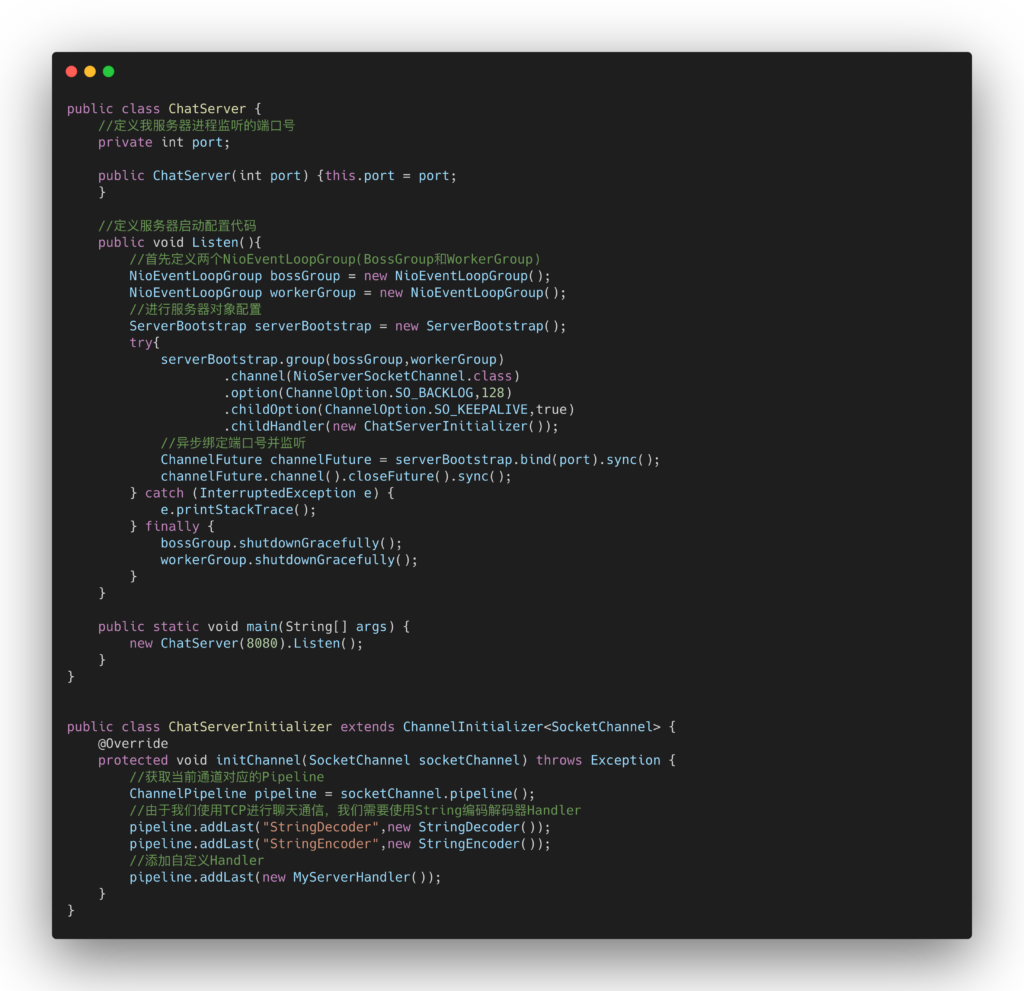 public class ChatServer {
    //定义我服务器进程监听的端口号
    private int port;

    public ChatServer(int port) {this.port = port;
    }

    //定义服务器启动配置代码
    public void Listen(){
        //首先定义两个NioEventLoopGroup(BossGroup和WorkerGroup)
        NioEventLoopGroup bossGroup = new NioEventLoopGroup();
        NioEventLoopGroup workerGroup = new NioEventLoopGroup();
        //进行服务器对象配置
        ServerBootstrap serverBootstrap = new ServerBootstrap();
        try{
            serverBootstrap.group(bossGroup,workerGroup)
                    .channel(NioServerSocketChannel.class)
                    .option(ChannelOption.SO_BACKLOG,128)
                    .childOption(ChannelOption.SO_KEEPALIVE,true)
                    .childHandler(new ChatServerInitializer());
            //异步绑定端口号并监听
            ChannelFuture channelFuture = serverBootstrap.bind(port).sync();
            channelFuture.channel().closeFuture().sync();
        } catch (InterruptedException e) {
            e.printStackTrace();
        } finally {
            bossGroup.shutdownGracefully();
            workerGroup.shutdownGracefully();
        }
    }

    public static void main(String[] args) {
        new ChatServer(8080).Listen();
    }
}


public class ChatServerInitializer extends ChannelInitializer<SocketChannel> {
    @Override
    protected void initChannel(SocketChannel socketChannel) throws Exception {
        //获取当前通道对应的Pipeline
        ChannelPipeline pipeline = socketChannel.pipeline();
        //由于我们使用TCP进行聊天通信，我们需要使用String编码解码器Handler
        pipeline.addLast("StringDecoder",new StringDecoder());
        pipeline.addLast("StringEncoder",new StringEncoder());
        //添加自定义Handler
        pipeline.addLast(new MyServerHandler());
    }
}